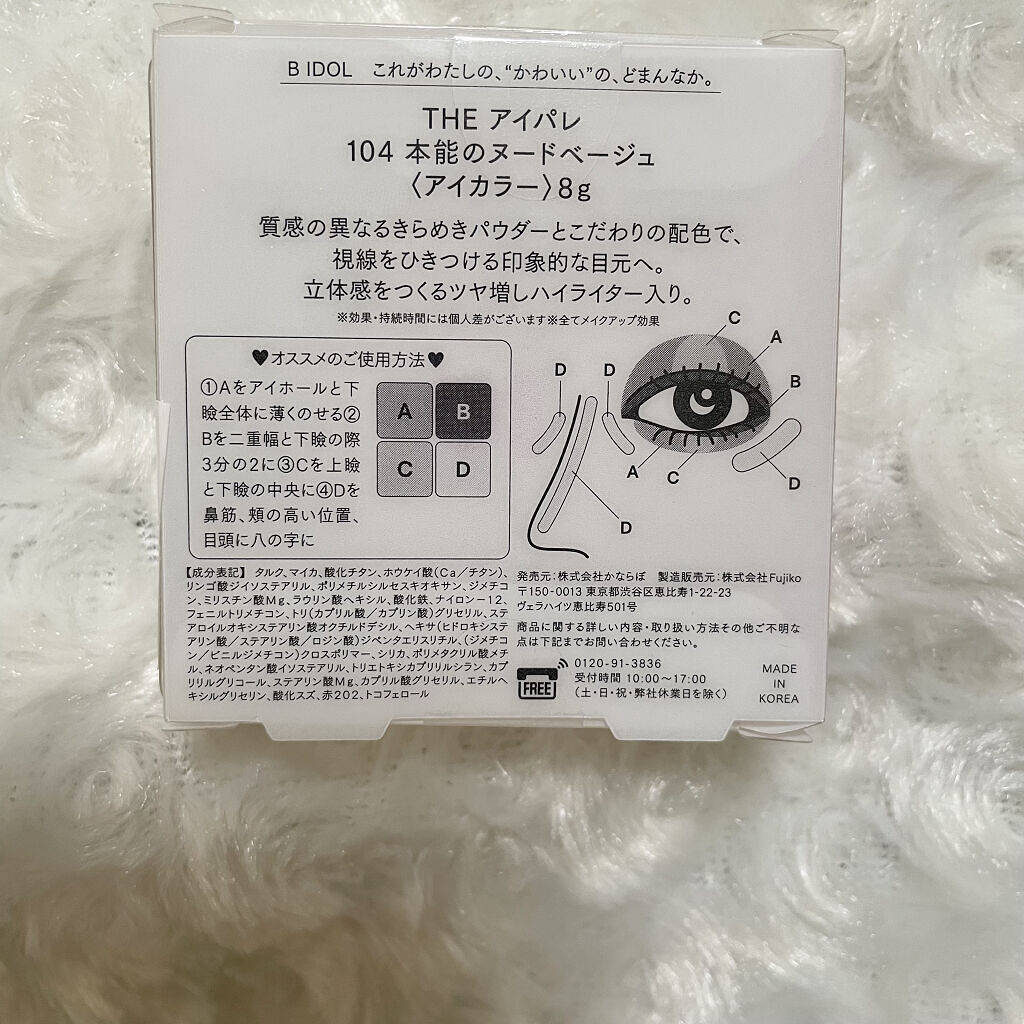 B IDOL これがわたしの、“かわいい”の、どまんなか。
THE アイパレ
104 本能のヌードベージュ
〈アイカラー〉8g
質感の異なるきらめきパウダーとこだわりの配色で、
視線をひきつける印象的な目元へ。
立体感をつくるツヤ増しハイライター入り。
※効果・持続時間には個人差がございます※全てメイクアップ効果
♥オススメのご使用方法♥
①Aをアイホールと下
瞼全体に薄くのせる②
Bを二重幅と下瞼の際
3分の2に③Cを上瞼
と下瞼の中央に④Dを
鼻筋、頬の高い位置、
目頭に八の字に
A B
C D
C
A
B
D D
A C
D
D
【成分表記】 タルク、マイカ、酸化チタン、ホウケイ酸(Ca/チタン)、
リンゴ酸ジイソステアリル、ポリメチルシルセスキオキサン、ジメチコ
ン、ミリスチン酸Mg、ラウリン酸ヘキシル、酸化鉄、ナイロン-12、
フェニルトリメチコン、トリ(カプリル酸/カプリン酸)グリセリル、ステ
アロイルオキシステアリン酸オクチルドデシル、ヘキサ(ヒドロキシステ
アリン酸/ステアリン酸/ロジン酸)ジペンタエリスリチル、(ジメチコ
ン/ビニルジメチコン)クロスポリマー、シリカ、ポリメタクリル酸メチ
ル、ネオペンタン酸イソステアリル、トリエトキシカプリリルシラン、カプ
リリルグリコール、ステアリン酸Mg、カプリル酸グリセリル、エチルヘ
キシルグリセリン、酸化スズ、赤202、トコフェロール
発売元:株式会社かならぼ 製造販売元:株式会社Fujiko
〒150-0013 東京都渋谷区恵比寿1-22-23
ヴェラハイツ恵比寿501号
商品に関する詳しい内容・取り扱い方法その他ご不明な
点は下記までお問い合わせください。
FREE
0120-91-3836
受付時間 10:00〜17:00
(土・日・祝・弊社休業日を除く)
MADE
IN
KOREA